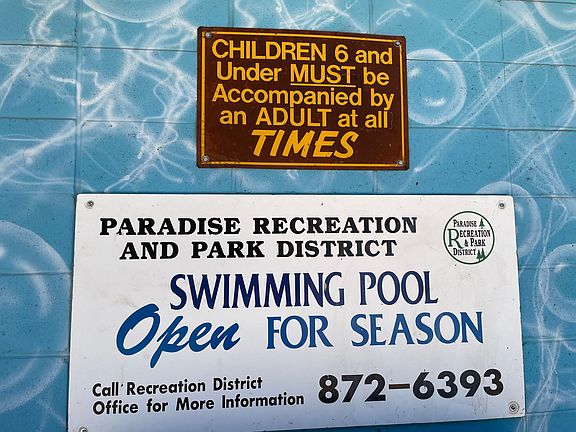 CHILDREN 6 and
Under MUST be
Accompanied by
an ADULT at all
TIMES
PARADISE RECREATION
AND PARK DISTRICT
PARADISE
RECREATION
& PARK
DISTRICT
SWIMMING POOL
Open FOR SEASON
Call Recreation District
Office for More Information
872-6393